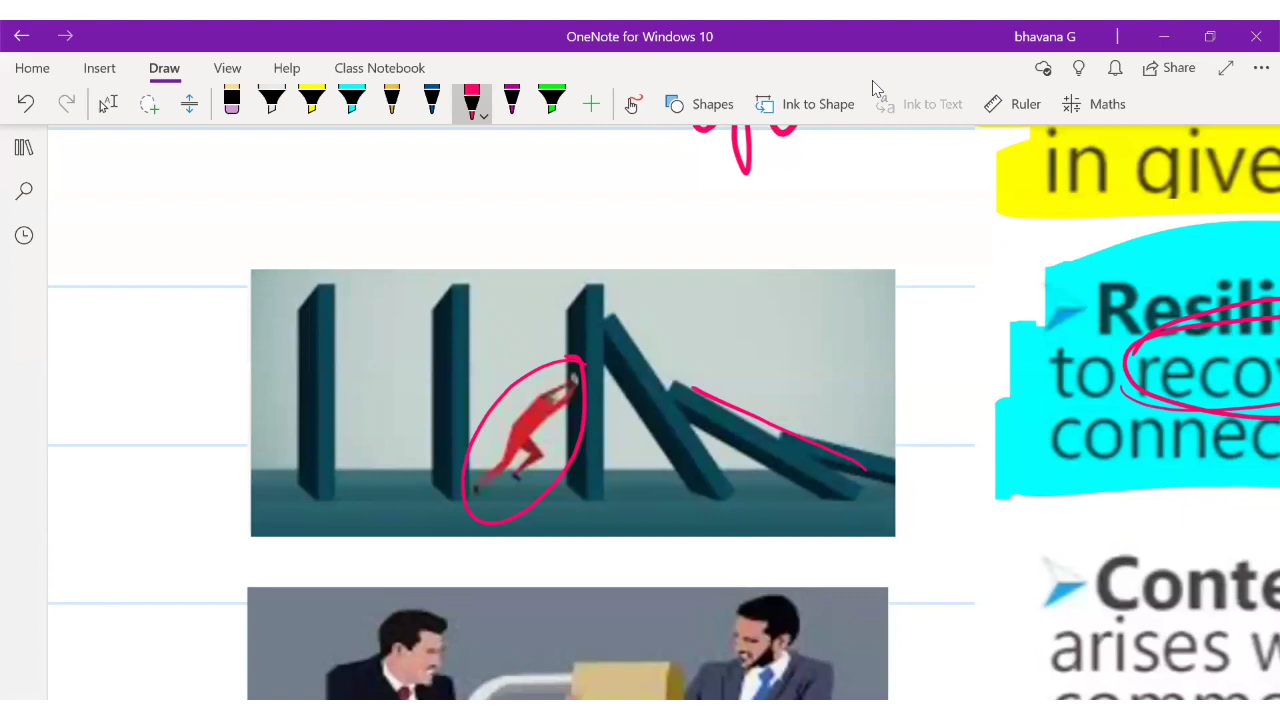 OneNote for Windows 10
bhavana G
Home Insert Draw View Help Class Notebook
Share
Shapes Ink to Shape Ink to Text Ruler Maths
in give
Resili
to recov
connec
Conte
arises w